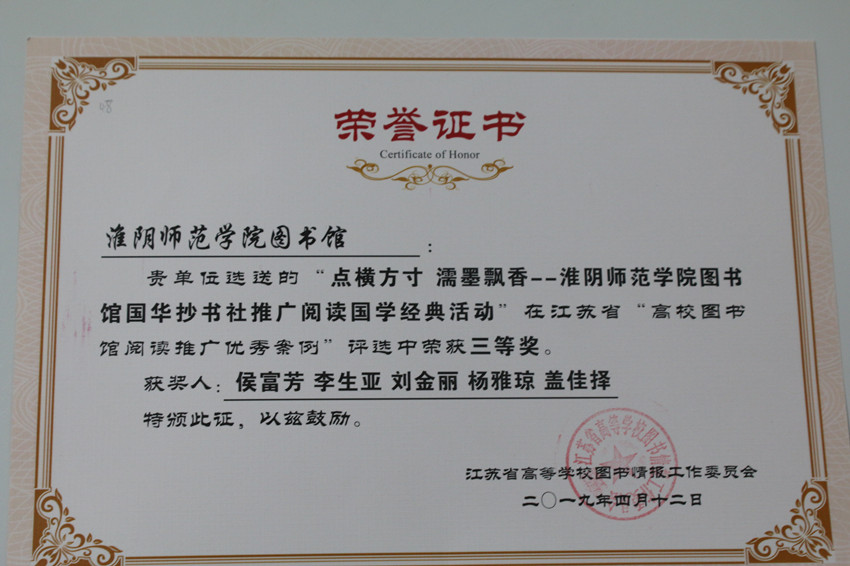 荣誉证书
Certificate of Honor
淮阴师范学院图书馆：
贵单位选送的“点横方寸 濡墨飘香--淮阴师范学院图书
馆国华抄书社推广阅读国学经典活动”在江苏省“高校图书
馆阅读推广优秀案例”评选中荣获三等奖。
获奖人：侯富芳 李生亚 刘金丽 杨雅琼 盖佳择
特颁此证，以兹鼓励。
江苏省高等学校图书情报工作委员会
二〇一九年四月十二日